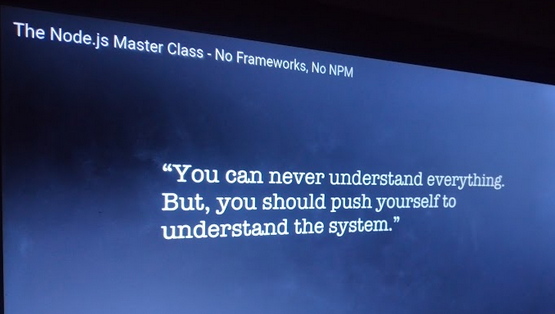 The Node.js Master Class - No Frameworks, No NPM
“You can never understand everything.
But, you should push yourself to
understand the system.”